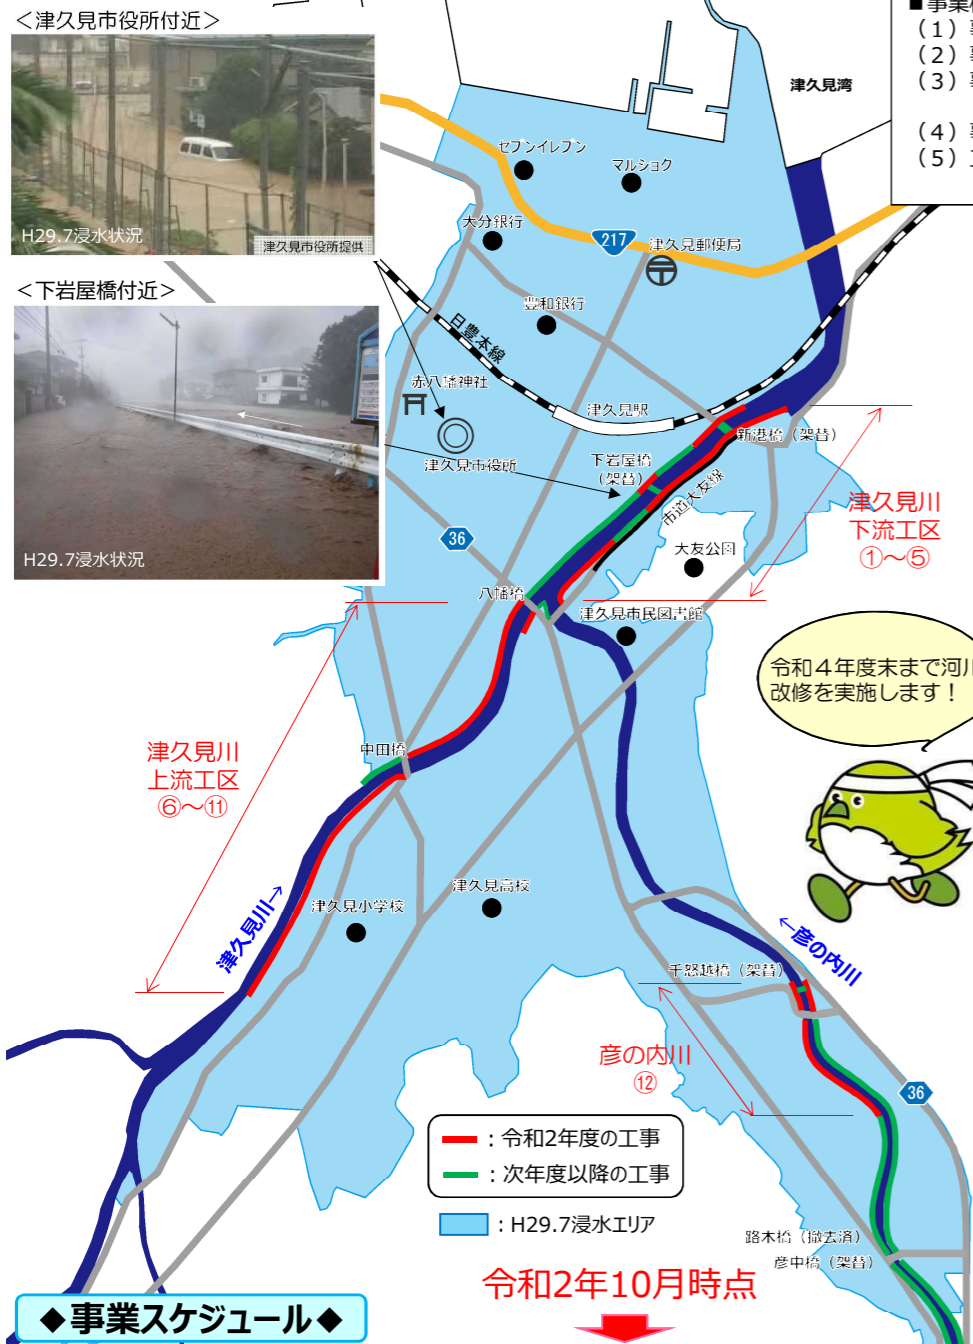 ＜津久見市役所付近＞
H29.7浸水状況
津久見市役所提供
＜下岩屋橋付近＞
H29.7浸水状況
■事業
（1）
（2）
（3）
（4）
（5）
津久見湾
セブンイレブン
マルショク
大分銀行
217
津久見郵便局
豊和銀行
日豊本線
赤八幡神社
津久見駅
津久見市役所
新港橋（架替）
下岩屋橋
（架替）
市道大友線
津久見川
下流工区
①～⑤
36
大友公園
八幡橋
津久見市民図書館
令和４年度末まで河川
改修を実施します！
中田橋
津久見川
上流工区
⑥～⑪
津久見川→
津久見小学校
津久見高校
←彦の内川
千怒越橋（架替）
彦の内川
⑫
36
：令和2年度の工事
：次年度以降の工事
：H29.7浸水エリア
路木橋（撤去済）
彦中橋（架替）
令和2年10月時点
◆事業スケジュール◆